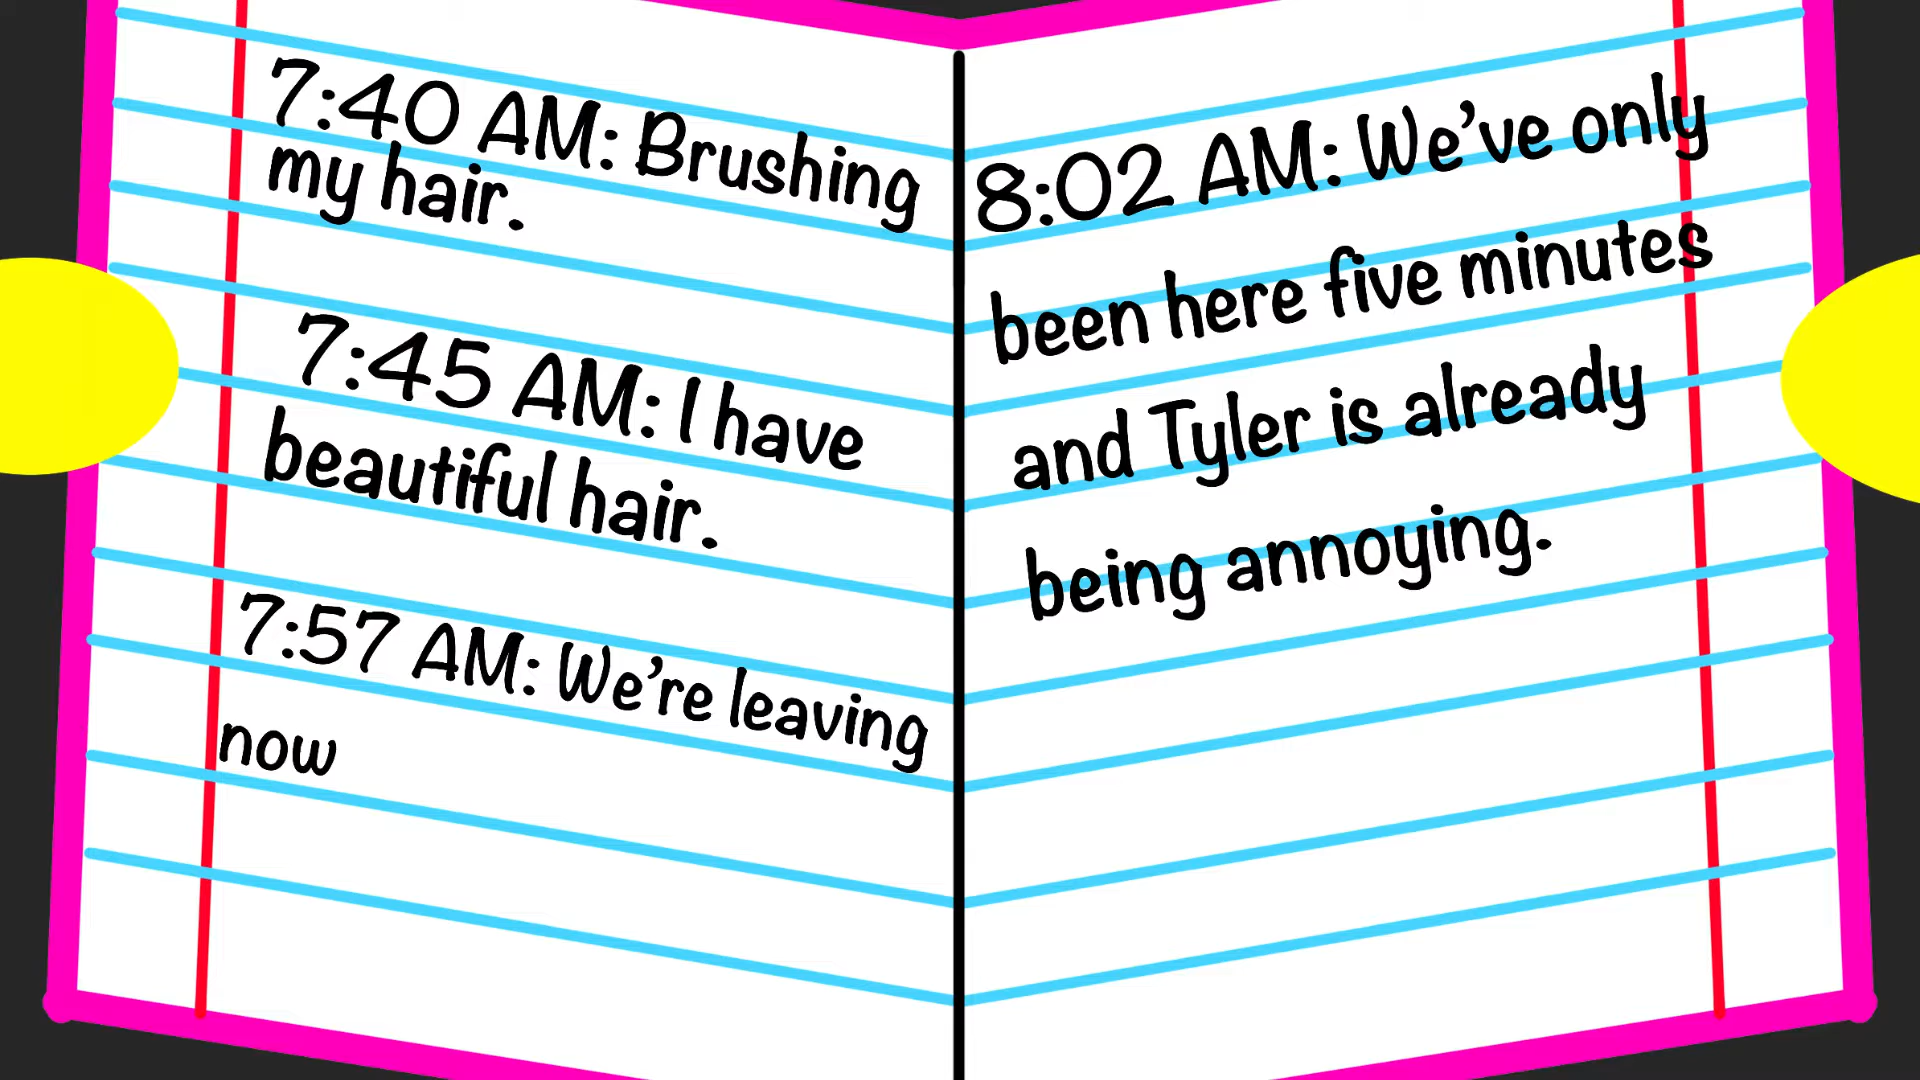 7:40 AM: Brushing
my hair.
7:45 AM: I have
beautiful hair.
7:57 AM: We’re leaving
now
8:02 AM: We’ve only
been here five minutes
and Tyler is already
being annoying.